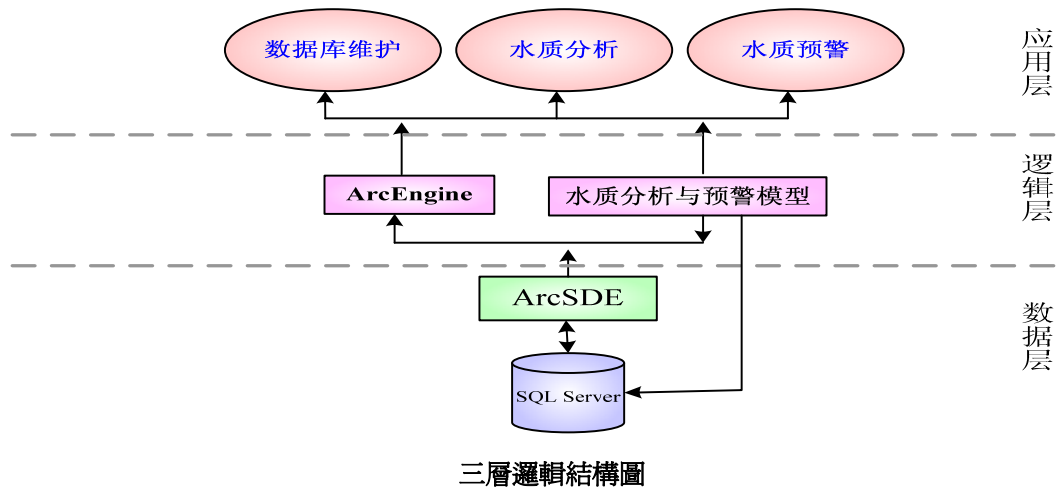 数据库维护
水质分析
水质预警
应用层
ArcEngine
水质分析与预警模型
逻辑层
ArcSDE
数据层
SQL Server
三層邏輯結構圖